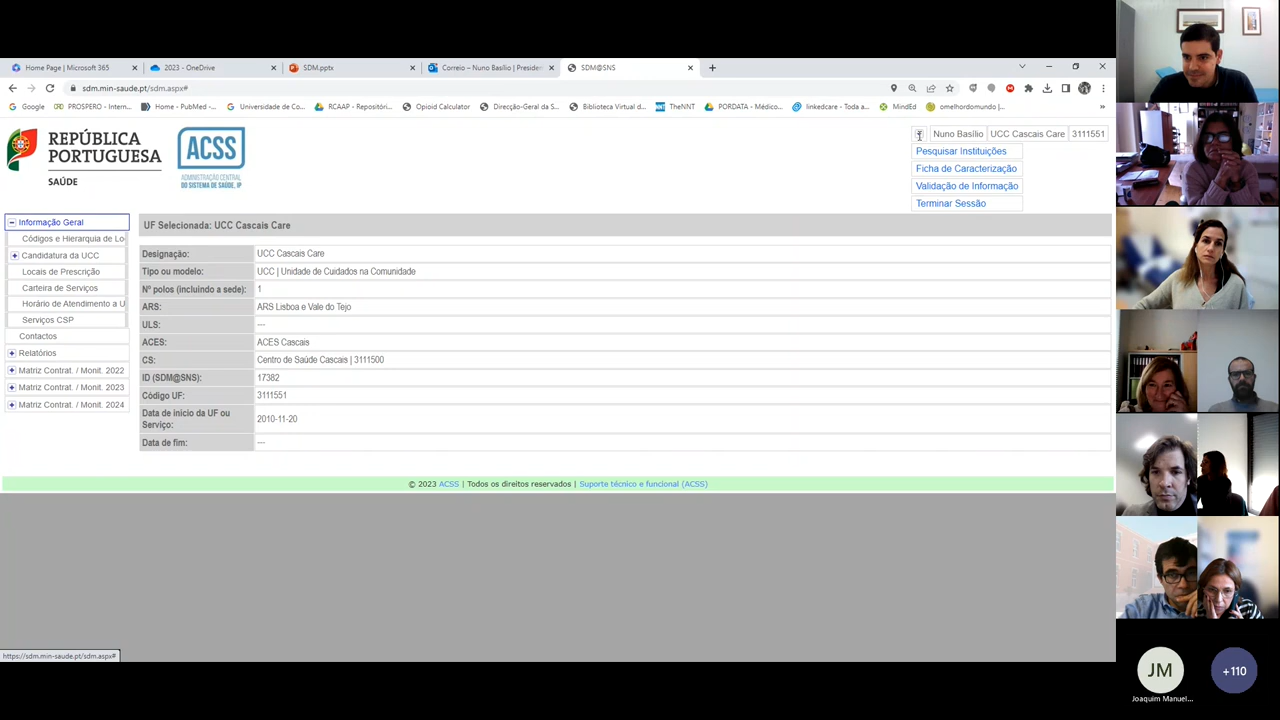 Home Page | Microsoft 365
2023 - OneDrive
SDM.pptx
Correio – Nuno Basílio | Presiden
SDM@SNS
sdm.min-saude.pt/sdm.aspx#
Google
PROSPERO - Intern...
Home - PubMed -...
Universidade de Co...
RCAAP - Repositóri...
Opioid Calculator
Direcção-Geral da S...
Biblioteca Virtual d...
TheNNT
PORDATA - Médico...
linkedcare - Toda a...
MindEd
omelhordomundo |...
REPÚBLICA
PORTUGUESA
SAÚDE
ACSS
ADMINISTRAÇÃO CENTRAL
DO SISTEMA DE SAÚDE, IP
Nuno Basílio
UCC Cascais Care
3111551
Pesquisar Instituições
Ficha de Caracterização
Validação de Informação
Terminar Sessão
Informação Geral
Códigos e Hierarquia de Lo
Candidatura da UCC
Locais de Prescrição
Carteira de Serviços
Horário de Atendimento a U
Serviços CSP
Contactos
Relatórios
Matriz Contrat. / Monit. 2022
Matriz Contrat. / Monit. 2023
Matriz Contrat. / Monit. 2024
UF Selecionada: UCC Cascais Care
Designação: UCC Cascais Care
Tipo ou modelo: UCC | Unidade de Cuidados na Comunidade
Nº polos (incluindo a sede): 1
ARS: ARS Lisboa e Vale do Tejo
ULS: ---
ACES: ACES Cascais
CS: Centro de Saúde Cascais | 3111500
ID (SDM@SNS): 17382
Código UF: 3111551
Data de início da UF ou
Serviço: 2010-11-20
Data de fim: ---
© 2023 ACSS | Todos os direitos reservados | Suporte técnico e funcional (ACSS)
https://sdm.min-saude.pt/sdm.aspx#
JM
Joaquim Manuel...
+110